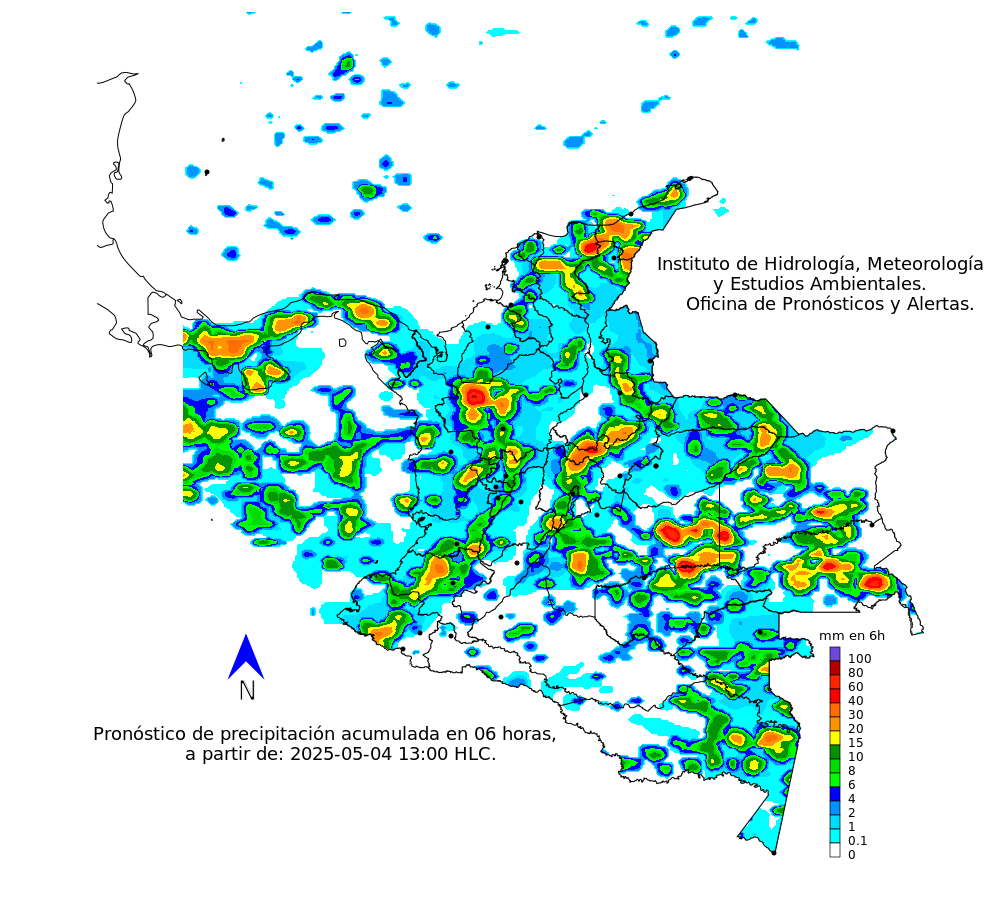 Instituto de Hidrología, Meteorología
y Estudios Ambientales.
Oficina de Pronósticos y Alertas.
mm en 6h
100
80
60
40
30
20
15
10
8
6
4
2
1
0.1
0
N
Pronóstico de precipitación acumulada en 06 horas,
a partir de: 2025-05-04 13:00 HLC.